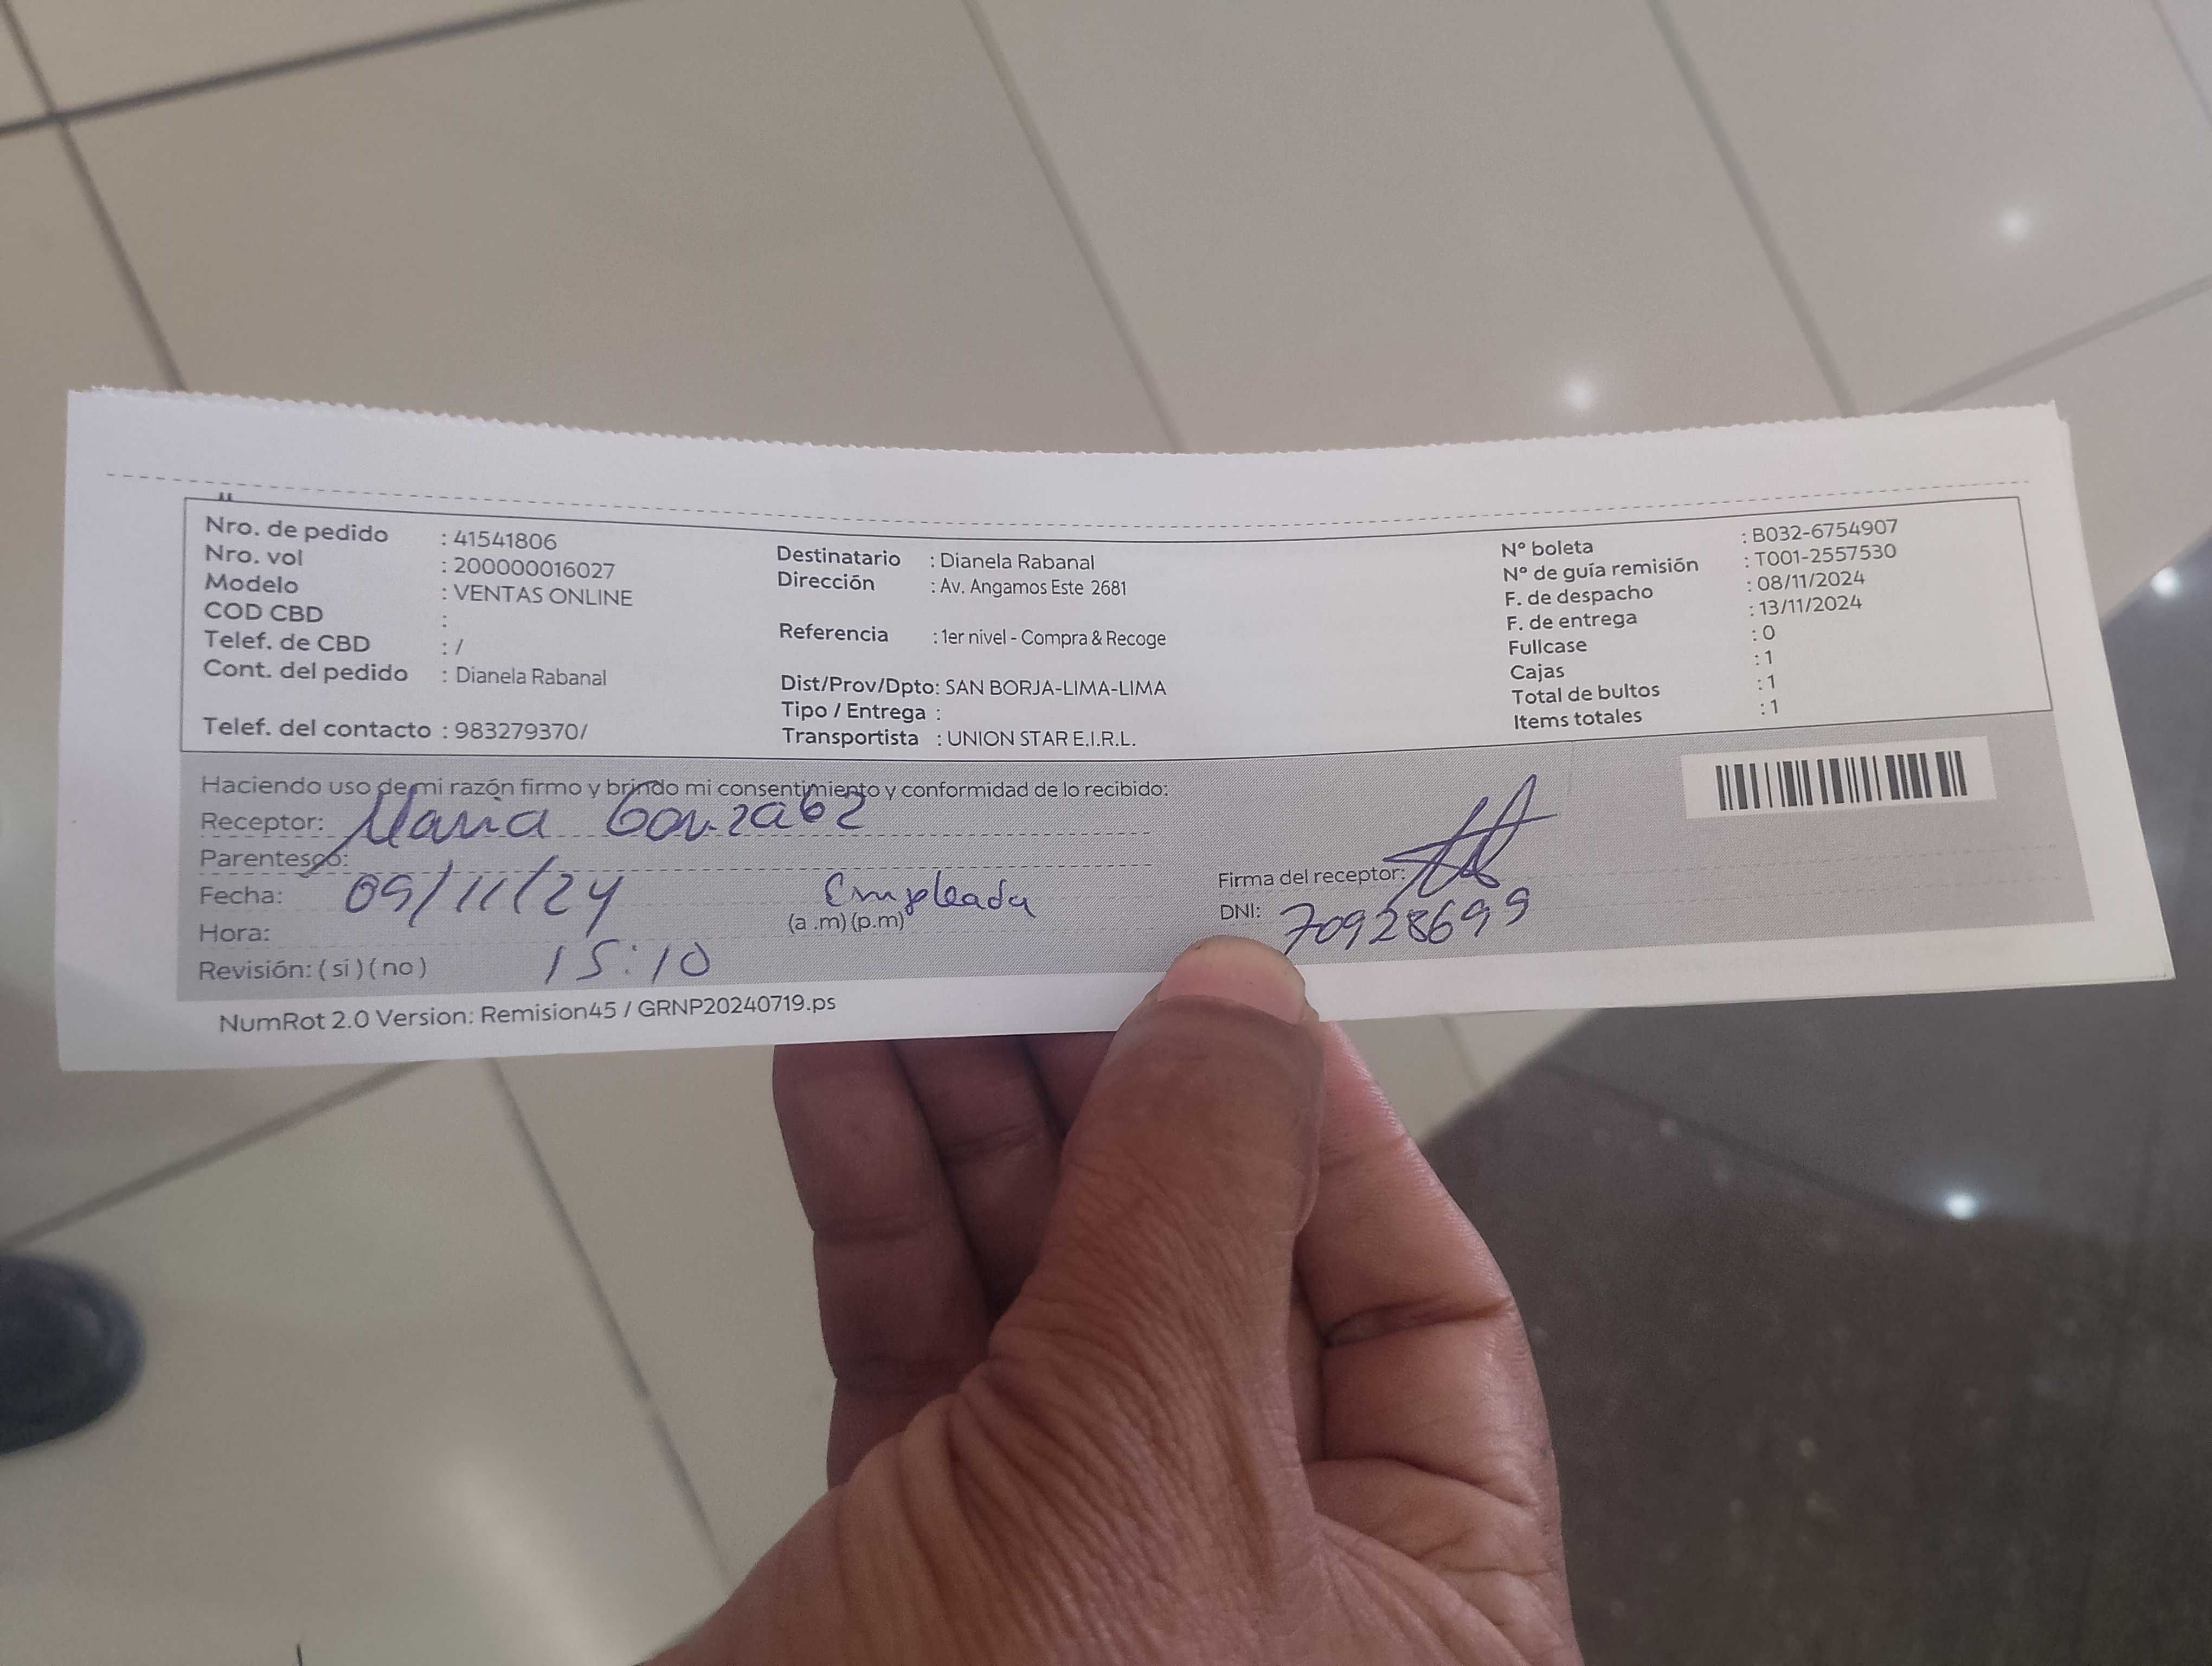 Nro. de pedido : 41541806
Nro. vol : 200000016027
Modelo : VENTAS ONLINE
COD CBD :
Telef. de CBD : /
Cont. del pedido : Dianela Rabanal
Telef. del contacto : 983279370/
Destinatario : Dianela Rabanal
Dirección : Av. Angamos Este 2681
Referencia : 1er nivel - Compra & Recoge
Dist/Prov/Dpto: SAN BORJA-LIMA-LIMA
Tipo / Entrega :
Transportista : UNION STAR E.I.R.L.
N° boleta : B032-6754907
N° de guía remisión : T001-2557530
F. de despacho : 08/11/2024
F. de entrega : 13/11/2024
Fullcase : 0
Cajas : 1
Total de bultos : 1
Items totales : 1
Haciendo uso de mi razón firmo y brindo mi consentimiento y conformidad de lo recibido:
Receptor: Maria Gonzalez
Parentesco:
Fecha: 09/11/24 Empleada
Hora: (a .m) (p.m)
Revisión: ( si ) ( no ) 15:10
Firma del receptor:
DNI: 70928699
NumRot 2.0 Version: Remision45 / GRNP20240719.ps